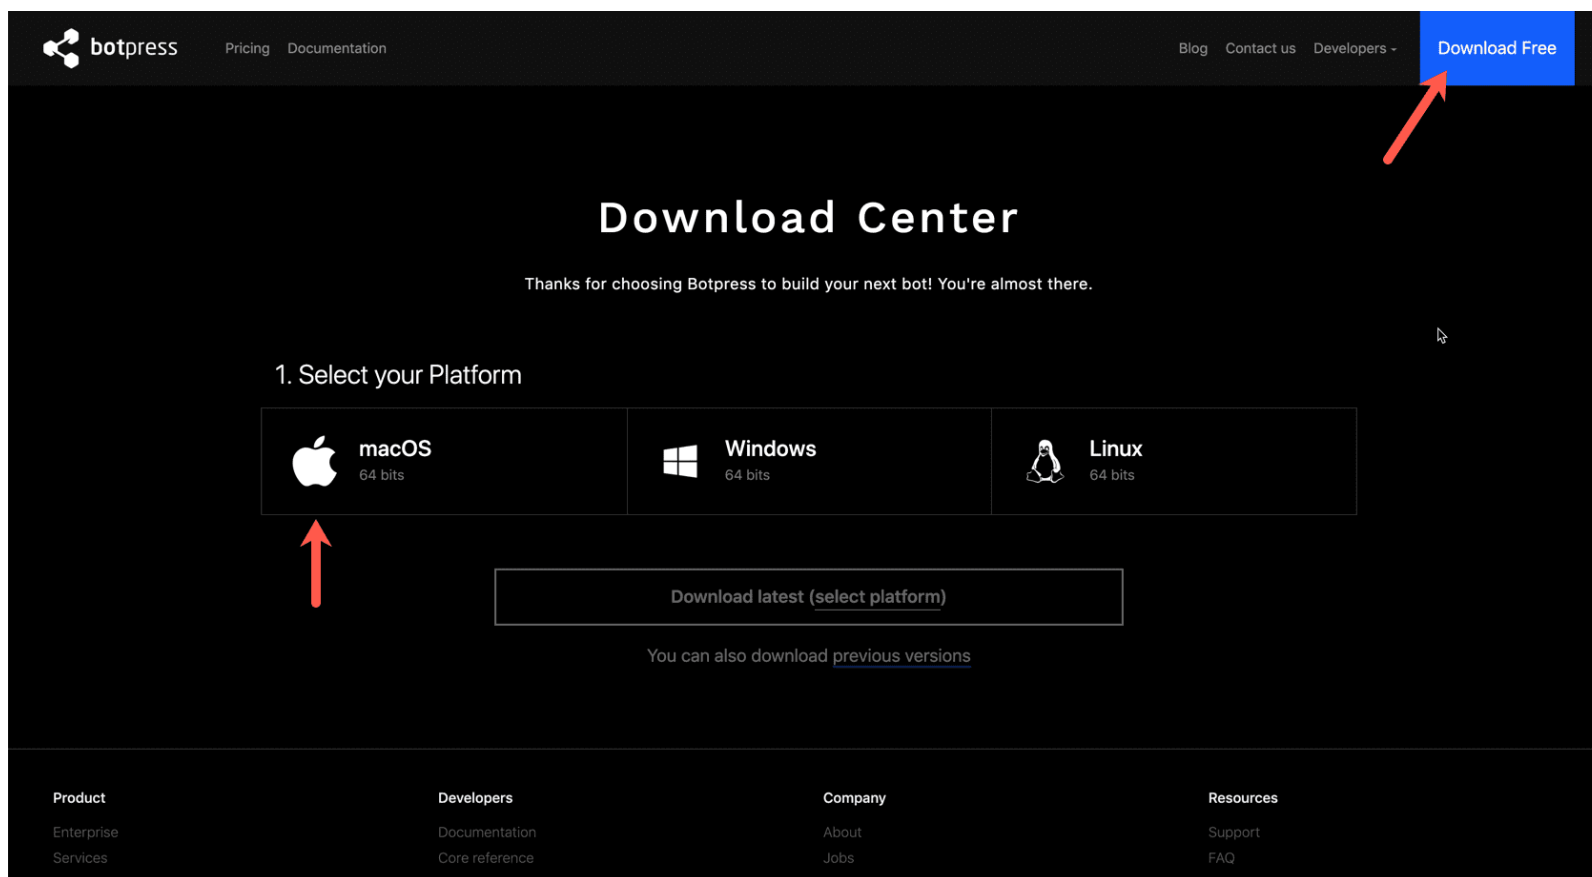 botpress Pricing Documentation Blog Contact us Developers Download Free
Download Center
Thanks for choosing Botpress to build your next bot! You're almost there.
1. Select your Platform
macOS Windows Linux
64 bits 64 bits 64 bits
Download latest (select platform)
You can also download previous versions
Product Developers Company Resources
Enterprise Documentation About Support
Services Core reference Jobs FAQ